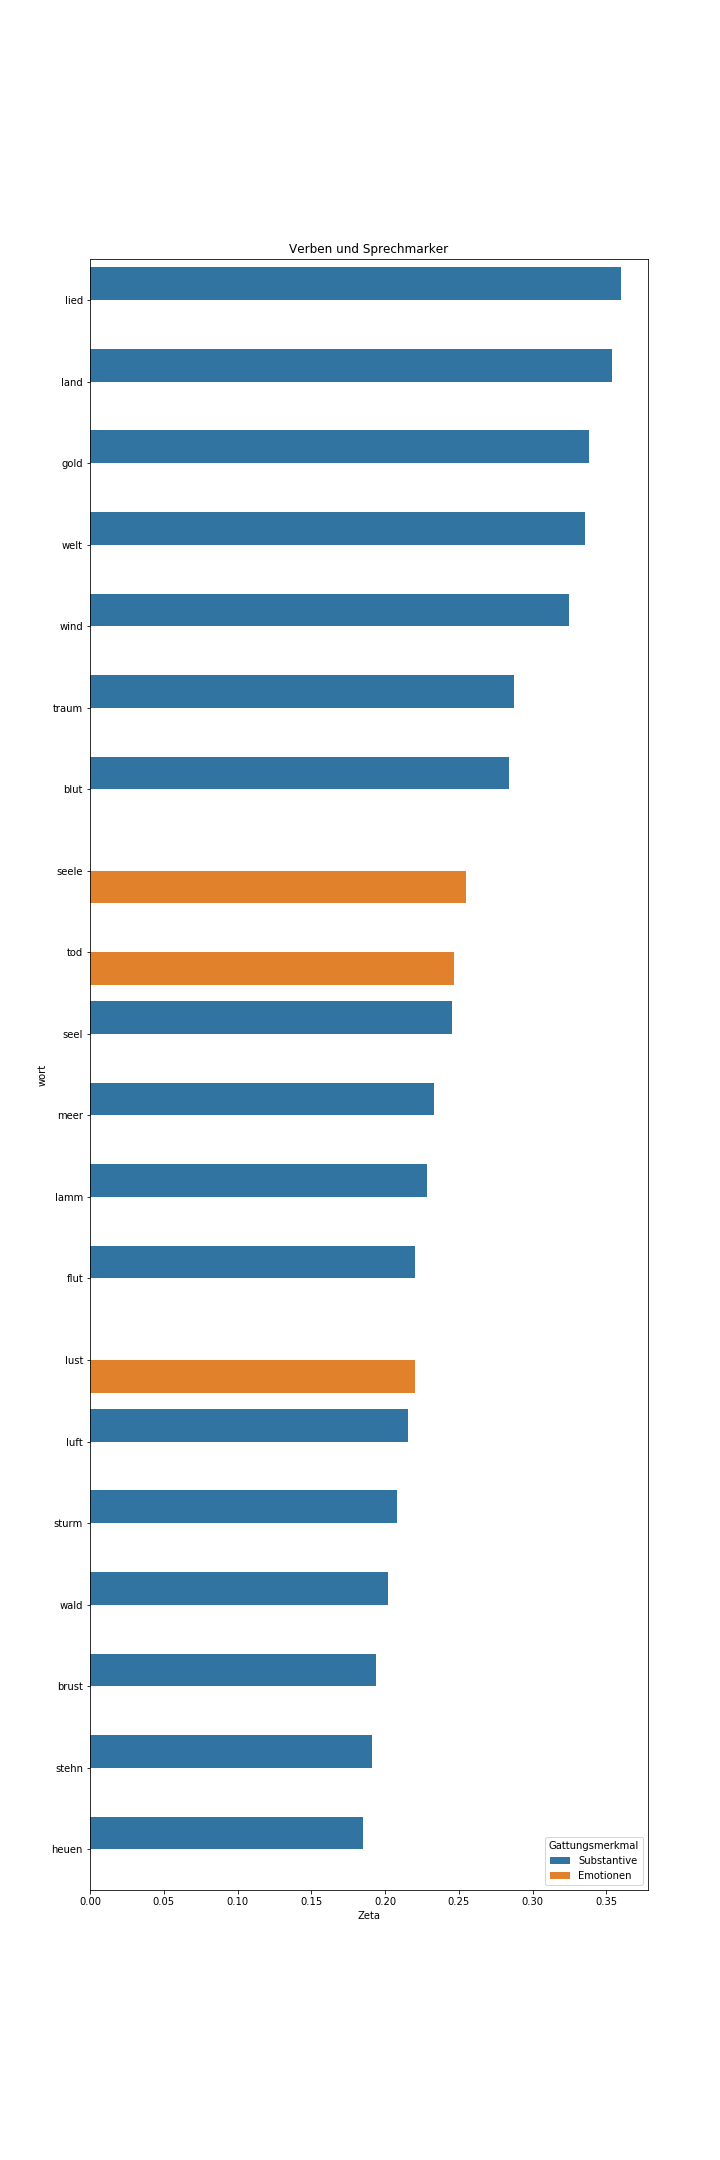 Verben und Sprechmarker
lied
land
gold
welt
wind
traum
blut
seele
tod
seel
wort
meer
lamm
flut
lust
luft
sturm
wald
brust
stehn
heuen
Gattungsmerkmal
Substantive
Emotionen
0.00 0.05 0.10 0.15 0.20 0.25 0.30 0.35
Zeta